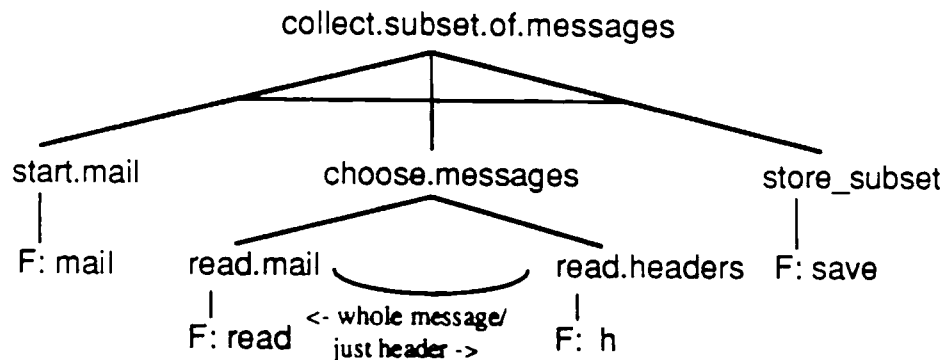 collect.subset.of.messages
start.mail choose.messages store_subset
F: mail read.mail read.headers F: save
F: read <- whole message/ F: h
just header ->